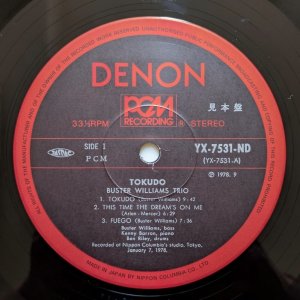 DENON
PCM
RECORDING
33⅓RPM
STEREO
見本盤
SIDE 1
PCM
YX-7531-ND
(YX-7531-A)
Ⓟ 1978. 9
TOKUDO
BUSTER WILLIAMS TRIO
1. TOKUDO (Buster Williams) 9:42
2. THIS TIME THE DREAM'S ON ME
(Arlen - Mercer) 6:29
3. FUEGO (Buster Williams) 7:36
Buster Williams, bass
Kenny Barron, piano
Ben Riley, drums
Recorded at Nippon Columbia's studio, Tokyo,
January 7, 1978.
MADE IN JAPAN BY NIPPON COLUMBIA CO., LTD.